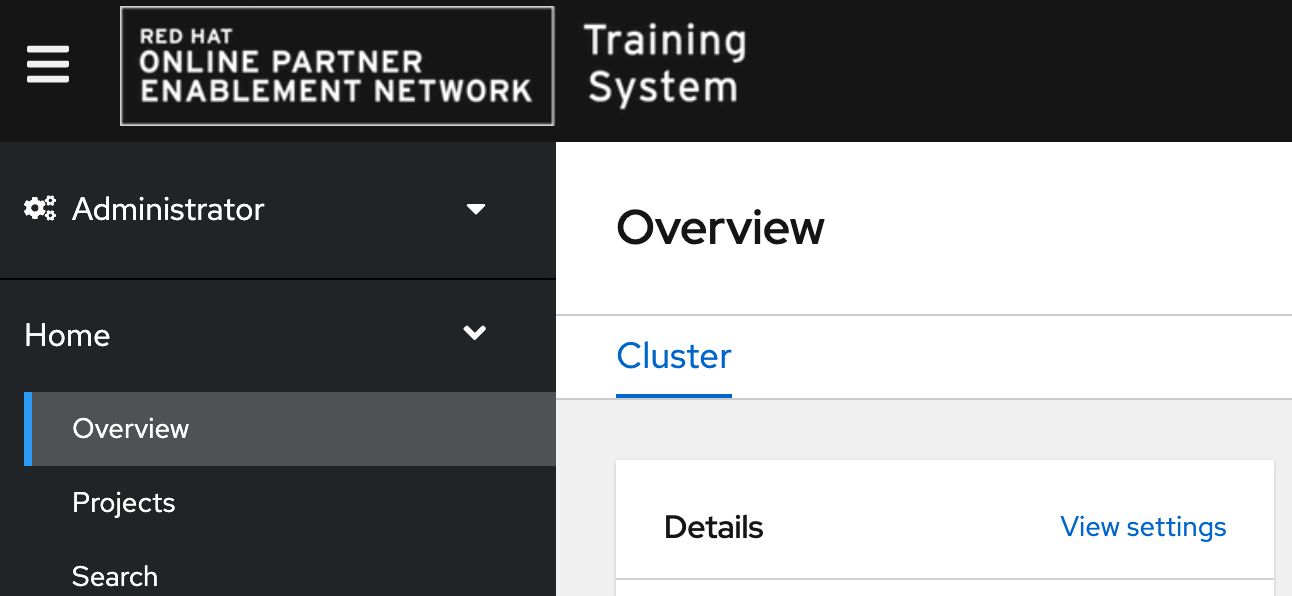 RED HAT
ONLINE PARTNER
ENABLEMENT NETWORK
Training
System
Administrator
Home
Overview
Projects
Search
Overview
Cluster
Details
View settings